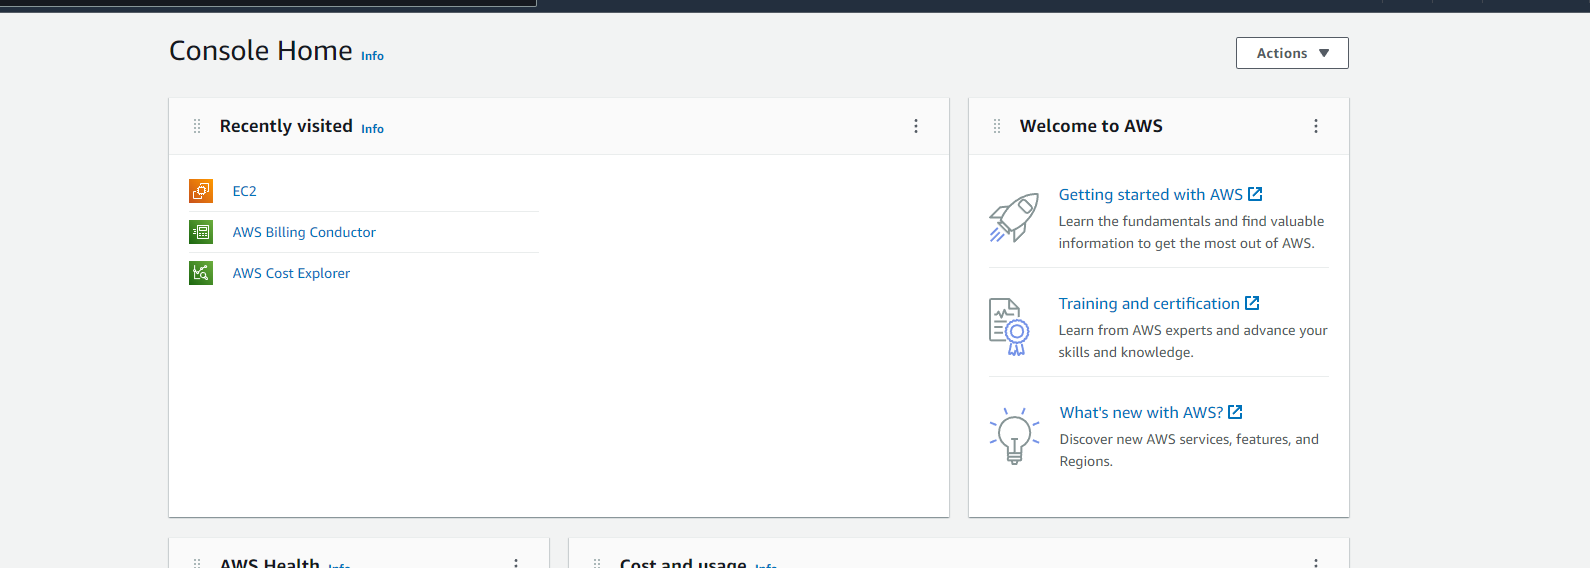 Console Home Info
Actions
Recently visited Info
EC2
AWS Billing Conductor
AWS Cost Explorer
Welcome to AWS
Getting started with AWS
Learn the fundamentals and find valuable
information to get the most out of AWS.
Training and certification
Learn from AWS experts and advance your
skills and knowledge.
What's new with AWS?
Discover new AWS services, features, and
Regions.
AWS Health Info
Cost and usage Info